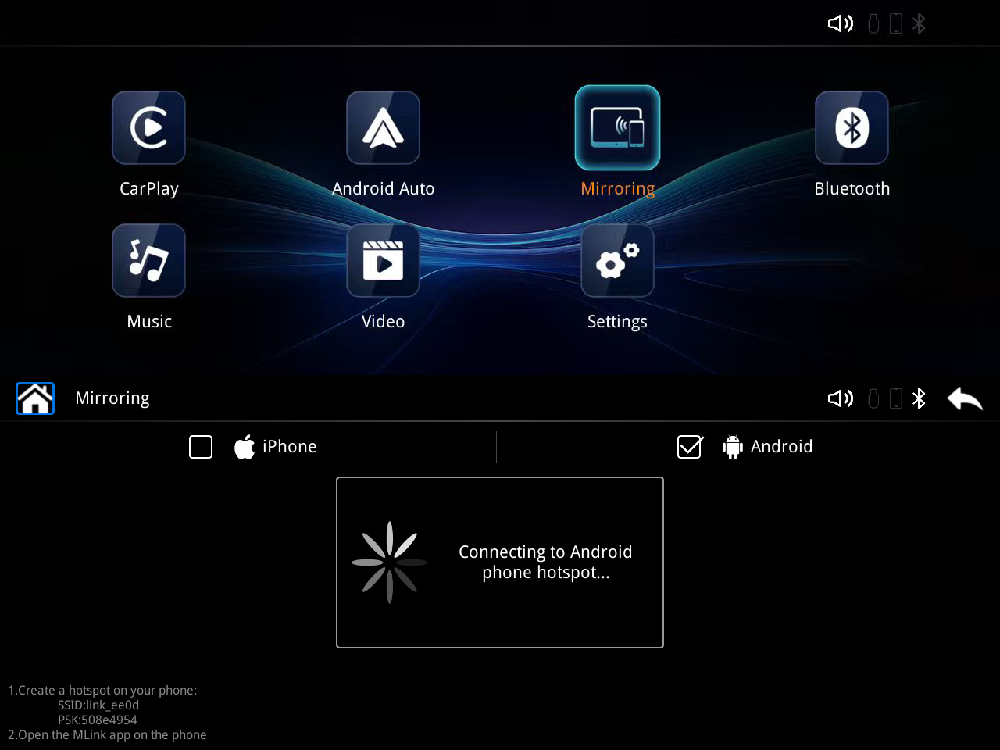 CarPlay
Android Auto
Mirroring
Bluetooth
Music
Video
Settings
Mirroring
iPhone
Android
Connecting to Android
phone hotspot...
1.Create a hotspot on your phone:
SSID:link_ee0d
PSK:508e4954
2.Open the MLink app on the phone